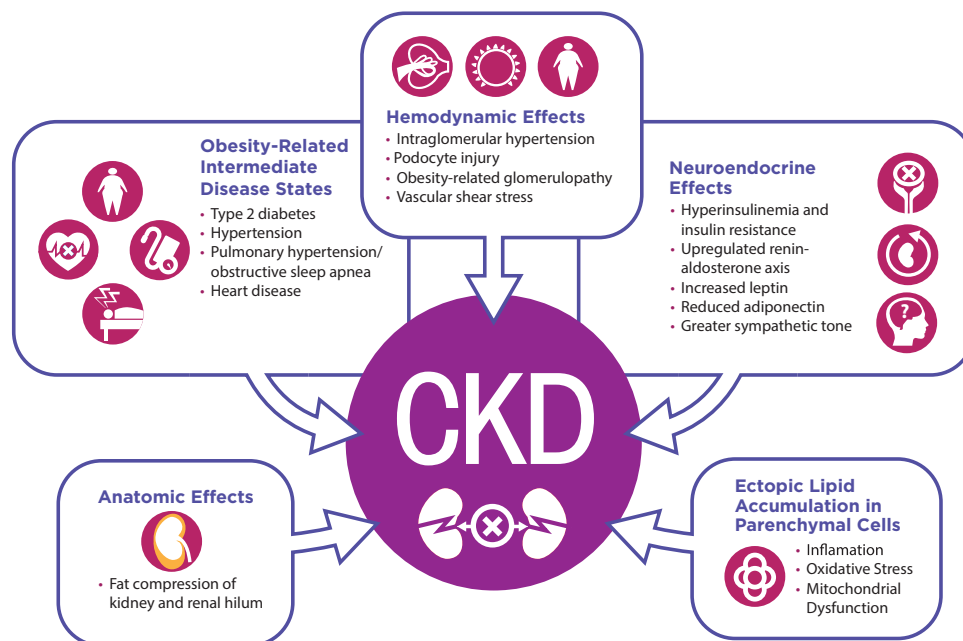 Hemodynamic Effects
• Intraglomerular hypertension
• Podocyte injury
• Obesity-related glomerulopathy
• Vascular shear stress
Obesity-Related
Intermediate
Disease States
• Type 2 diabetes
• Hypertension
• Pulmonary hypertension/
obstructive sleep apnea
• Heart disease
Neuroendocrine
Effects
• Hyperinsulinemia and
insulin resistance
• Upregulated renin-
aldosterone axis
• Increased leptin
• Reduced adiponectin
• Greater sympathetic tone
?
CKD
Anatomic Effects
• Fat compression of
kidney and renal hilum
Ectopic Lipid
Accumulation in
Parenchymal Cells
• Inflamation
• Oxidative Stress
• Mitochondrial
Dysfunction